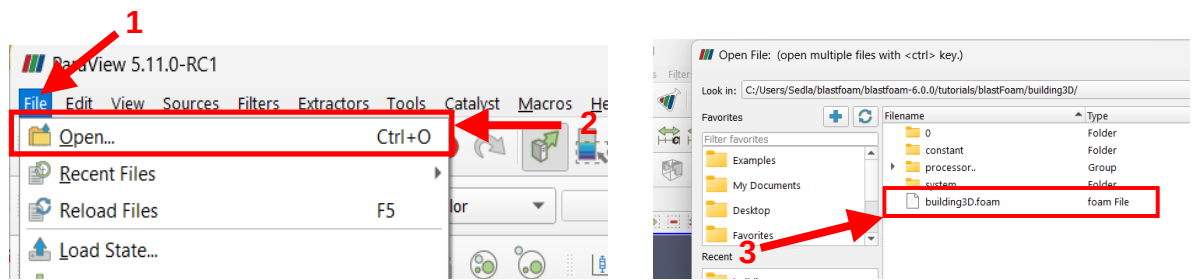 1
ParaView 5.11.0-RC1
File Edit View Sources Filters Extractors Tools Catalyst Macros He
Open... Ctrl+O
2
Recent Files
Reload Files F5
lor
Load State...
Open File: (open multiple files with <ctrl> key.)
s Filter
Look in: C:/Users/Sedla/blastfoam/blastfoam-6.0.0/tutorials/blastFoam/building3D/
Favorites
Filter favorites
Examples
My Documents
Desktop
Favorites
Recent
Filename Type
0 Folder
constant Folder
processor.. Group
system Folder
building3D.foam foam File
3